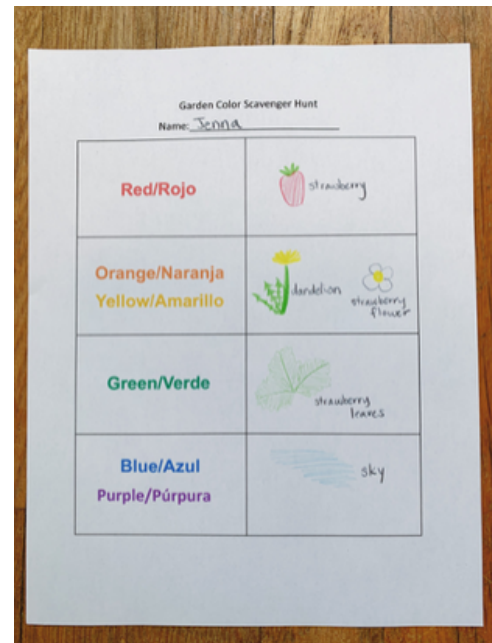 Garden Color Scavenger Hunt
Name: Jenna
Red/Rojo
strawberry
Orange/Naranja
Yellow/Amarillo
dandelion
strawberry
flower
Green/Verde
strawberry
leaves
Blue/Azul
Purple/Púrpura
sky